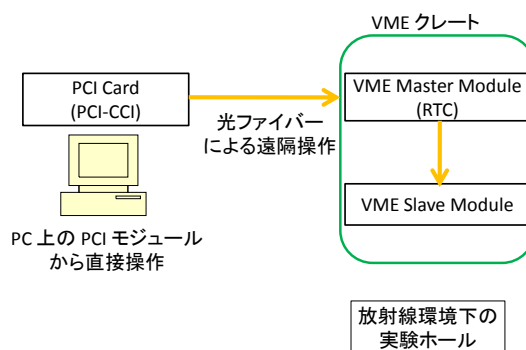 VME クレート
PCI Card
(PCI-CCI)
光ファイバー
による遠隔操作
VME Master Module
(RTC)
VME Slave Module
PC 上の PCI モジュール
から直接操作
放射線環境下の
実験ホール